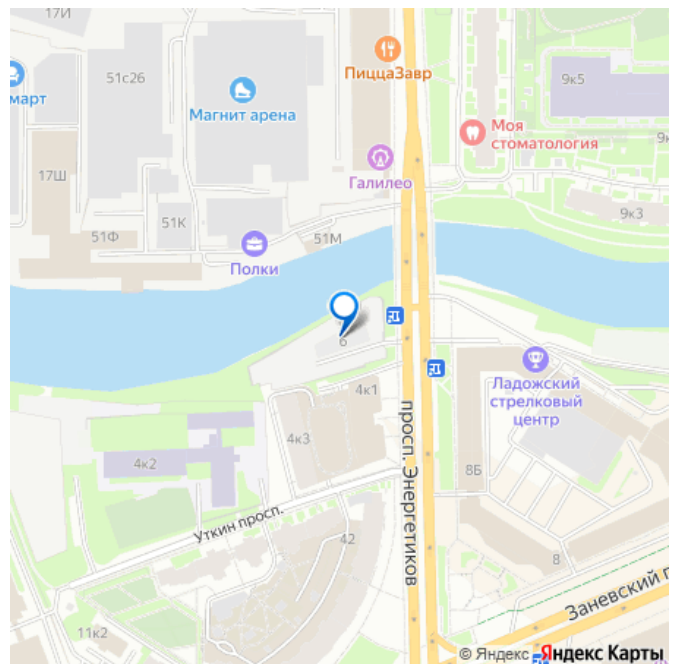 17И
51с26
ПиццаЗавр
9к5
март
Магнит арена
Моя
стоматология
9к
17Ш
Галилео
51К
9к3
51Ф
51М
Полки
6
Ладожский
стрелковый
центр
4к1
просп. Энергетиков
4к3
4к2
8Б
Уткин просп.
42
8
Заневский п
11к2
© Яндекс Яндекс Карты